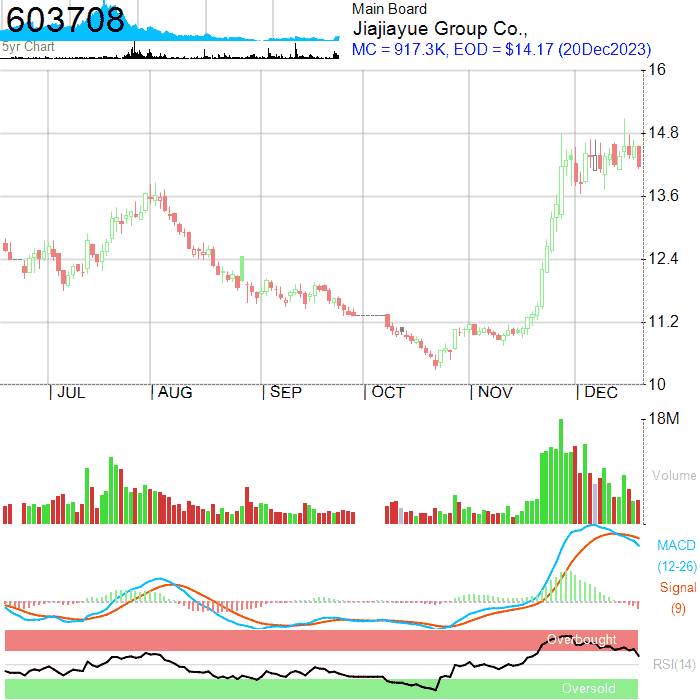 603708
5yr Chart
Main Board
Jiajiayue Group Co.,
MC = 917.3K, EOD = $14.17 (20Dec2023)
16
14.8
13.6
12.4
11.2
10
JUL
AUG
SEP
OCT
NOV
DEC
18M
Volume
MACD
(12-26)
Signal
(9)
Overbought
RSI(14)
Oversold